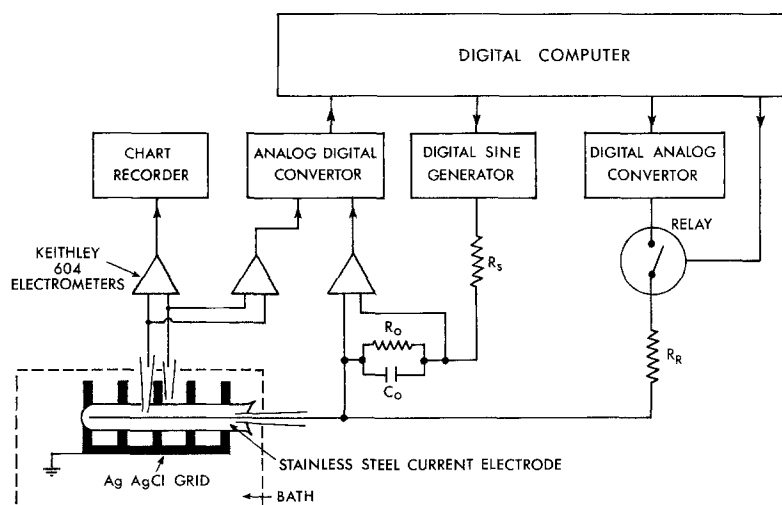 DIGITAL COMPUTER
CHART
RECORDER
ANALOG DIGITAL
CONVERTOR
DIGITAL SINE
GENERATOR
DIGITAL ANALOG
CONVERTOR
RELAY
KEITHLEY
604
ELECTROMETERS
Rs
Ro
Co
RR
STAINLESS STEEL CURRENT ELECTRODE
Ag AgCl GRID
BATH